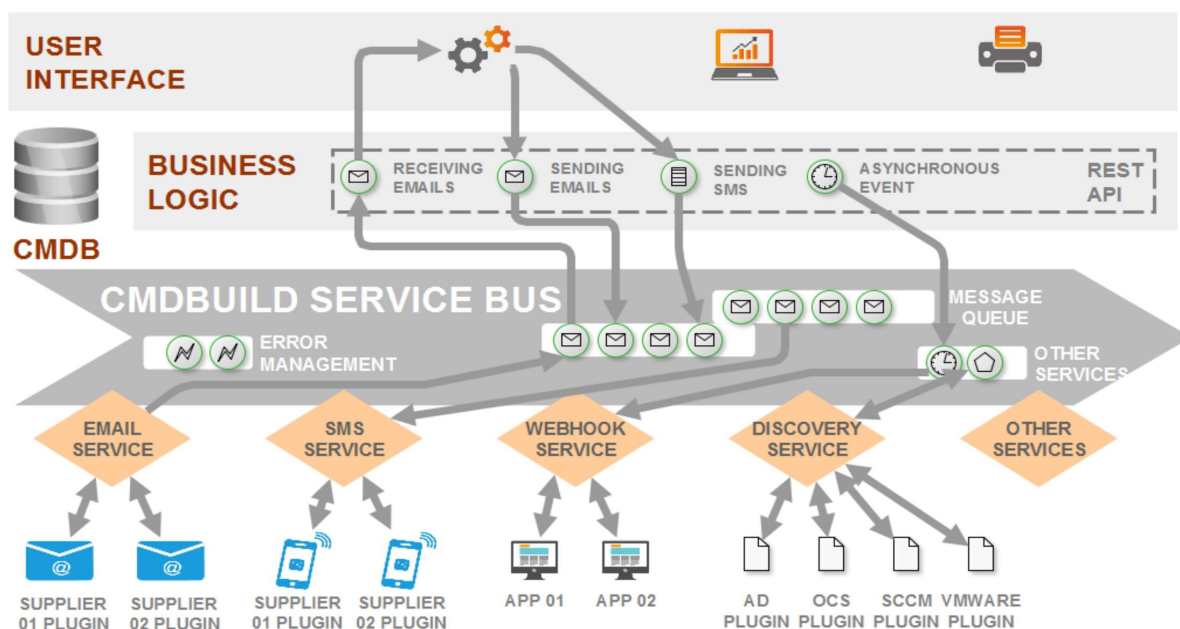 USER
INTERFACE
BUSINESS
LOGIC
RECEIVING
EMAILS
SENDING
EMAILS
SENDING
SMS
ASYNCHRONOUS
EVENT
REST
API
CMDB
CMDBUILD SERVICE BUS
MESSAGE
QUEUE
ERROR
MANAGEMENT
OTHER
SERVICES
EMAIL
SERVICE
SMS
SERVICE
WEBHOOK
SERVICE
DISCOVERY
SERVICE
OTHER
SERVICES
@
@
SUPPLIER
01 PLUGIN
SUPPLIER
02 PLUGIN
SUPPLIER
01 PLUGIN
SUPPLIER
02 PLUGIN
APP 01
APP 02
AD
PLUGIN
OCS
PLUGIN
SCCM
PLUGIN
VMWARE
PLUGIN